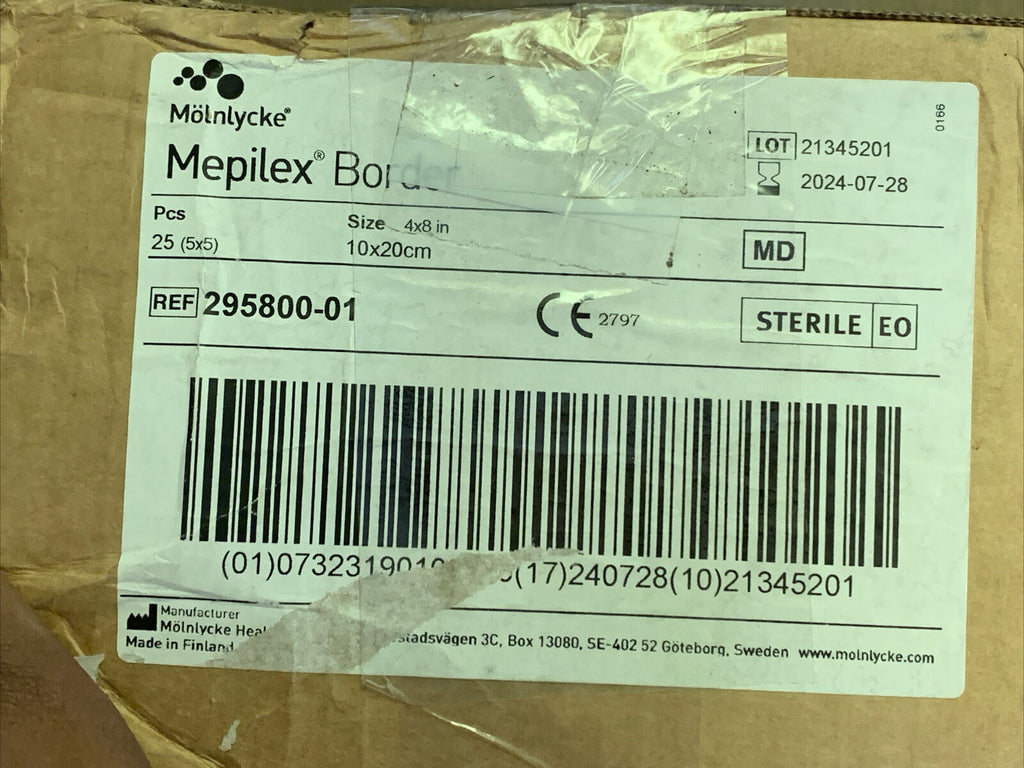 Mölnlycke®
0166
Mepilex® Border
LOT 21345201
2024-07-28
Pcs
25 (5x5)
Size 4x8 in
10x20cm
MD
REF 295800-01
CE 2797
STERILE EO
(17)240728(10)21345201
Manufacturer
Mölnlycke
Made in Finland
3C, Box 13080, SE-402 52 Göteborg, Sweden www.molnlycke.com